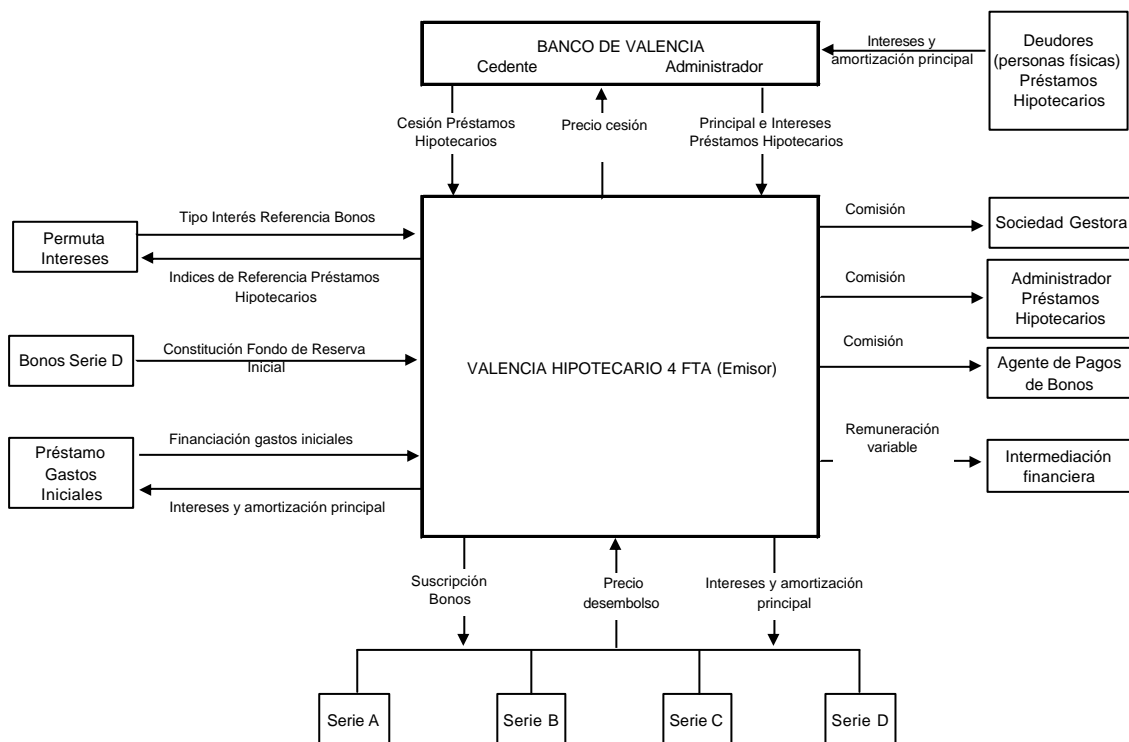 BANCO DE VALENCIA
Cedente Administrador
Intereses y
amortización principal
Deudores
(personas físicas)
Préstamos
Hipotecarios
Cesión Préstamos
Hipotecarios
Precio cesión
Principal e Intereses
Préstamos Hipotecarios
Tipo Interés Referencia Bonos
Permuta
Intereses
Indices de Referencia Préstamos
Hipotecarios
Bonos Serie D
Constitución Fondo de Reserva
Inicial
Préstamo
Gastos
Iniciales
Financiación gastos iniciales
Intereses y amortización principal
VALENCIA HIPOTECARIO 4 FTA (Emisor)
Comisión
Sociedad Gestora
Comisión
Administrador
Préstamos
Hipotecarios
Comisión
Agente de Pagos
de Bonos
Remuneración
variable
Intermediación
financiera
Suscripción
Bonos
Precio
desembolso
Intereses y amortización
principal
Serie A
Serie B
Serie C
Serie D